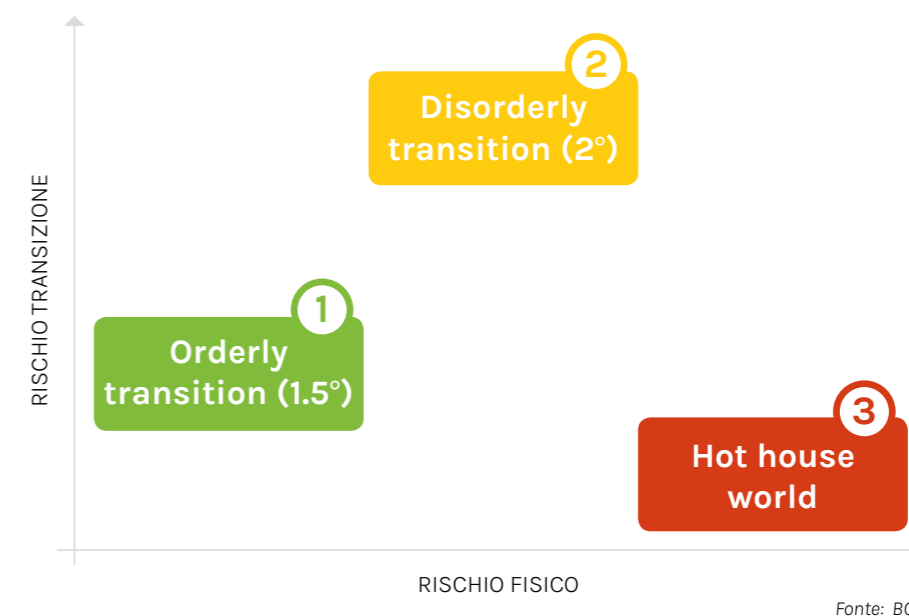 2
Disorderly
transition (2°)
RISCHIO TRANSIZIONE
1
Orderly
transition (1.5°)
3
Hot house
world
RISCHIO FISICO
Fonte: